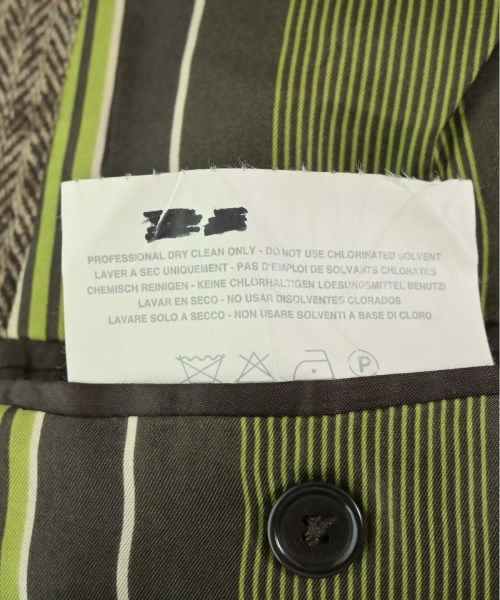 PROFESSIONAL DRY CLEAN ONLY - DO NOT USE CHLORINATED SOLVENT
LAVER A SEC UNIQUEMENT - PAS D'EMPLOI DE SOLVANTS CHLORATES
CHEMISCH REINIGEN - KEINE CHLORHALTIGEN LOESUNGSMITTEL BENUTZI
LAVAR EN SECO - NO USAR DISOLVENTES CLORADOS
LAVARE SOLO A SECCO - NON USARE SOLVENTI A BASE DI CLORO
P